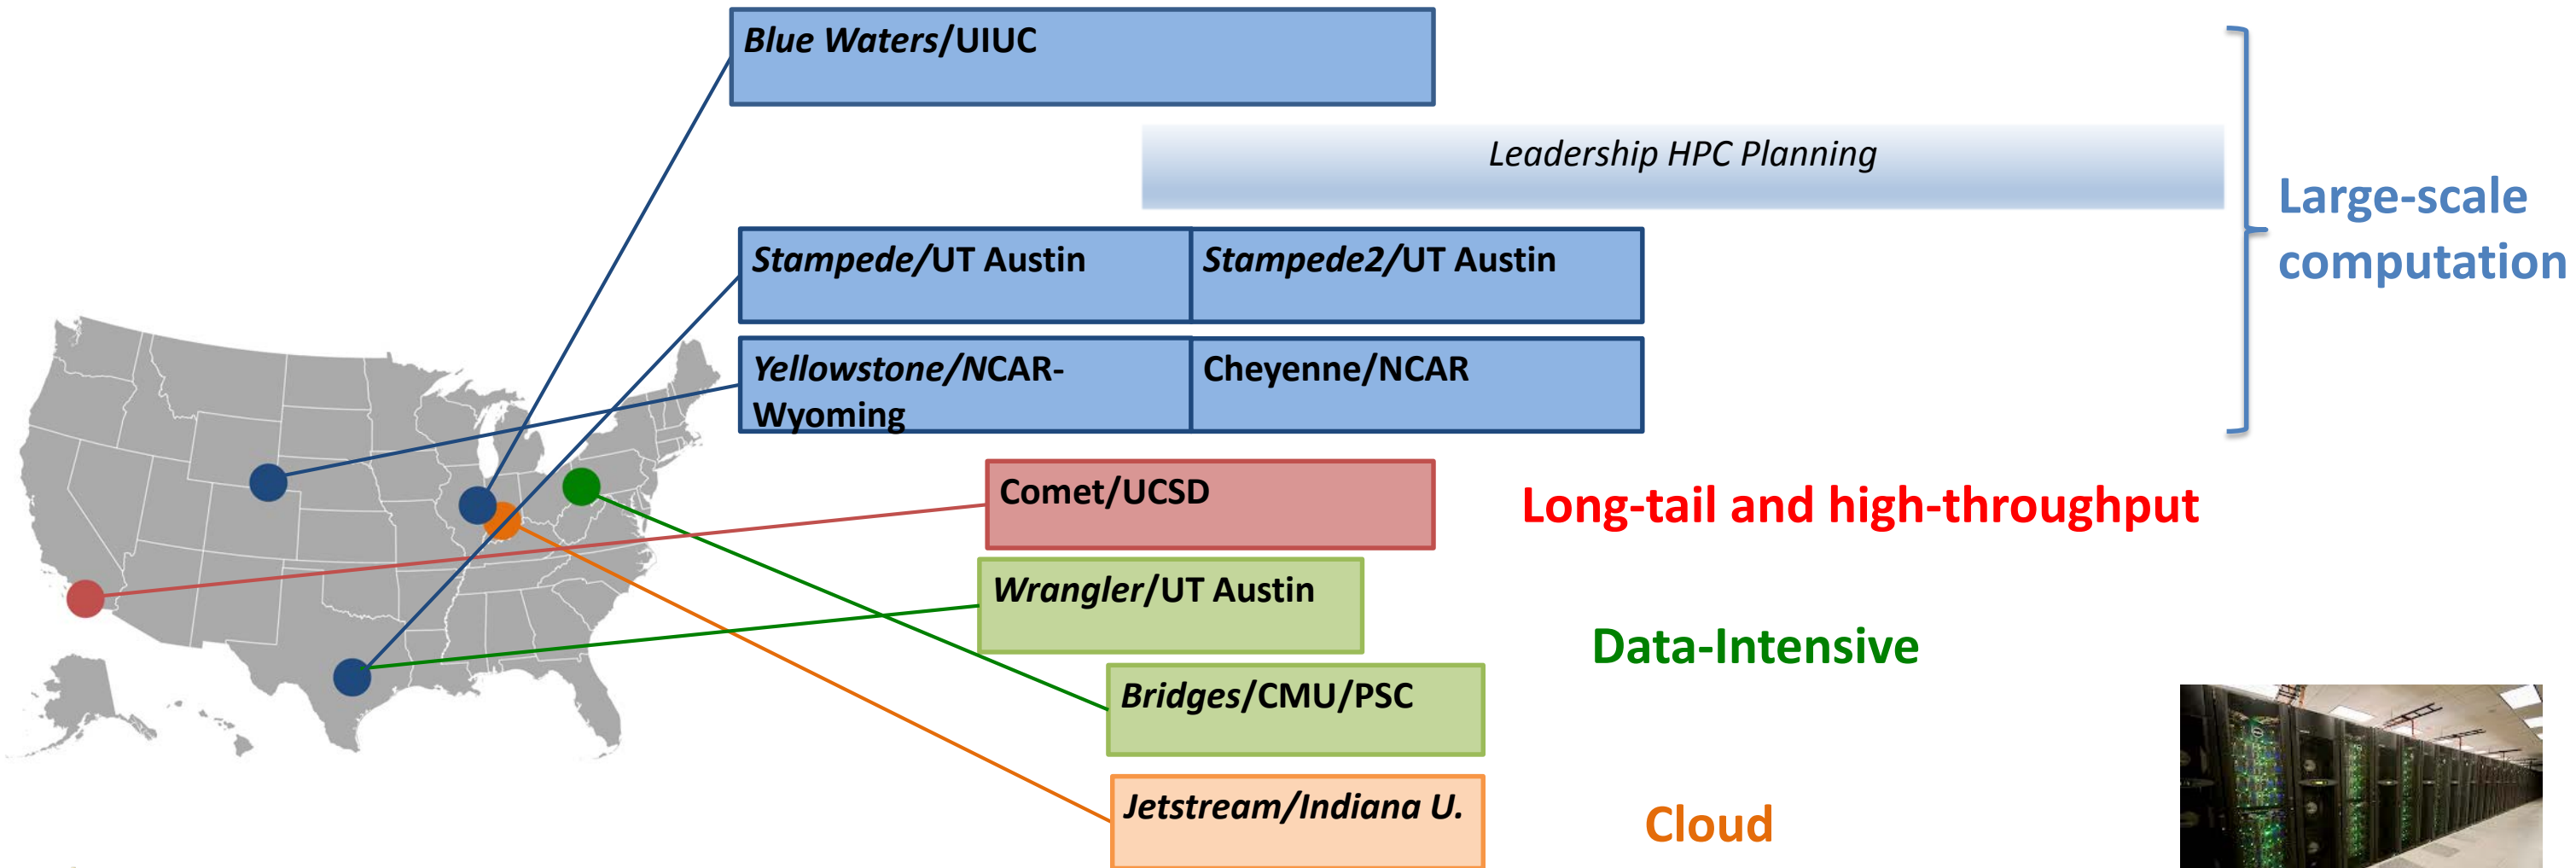 Blue Waters/UIUC
Leadership HPC Planning
Large-scale
computation
Stampede/UT Austin
Stampede2/UT Austin
Yellowstone/NCAR-
Wyoming
Cheyenne/NCAR
Comet/UCSD
Long-tail and high-throughput
Wrangler/UT Austin
Data-Intensive
Bridges/CMU/PSC
Jetstream/Indiana U.
Cloud